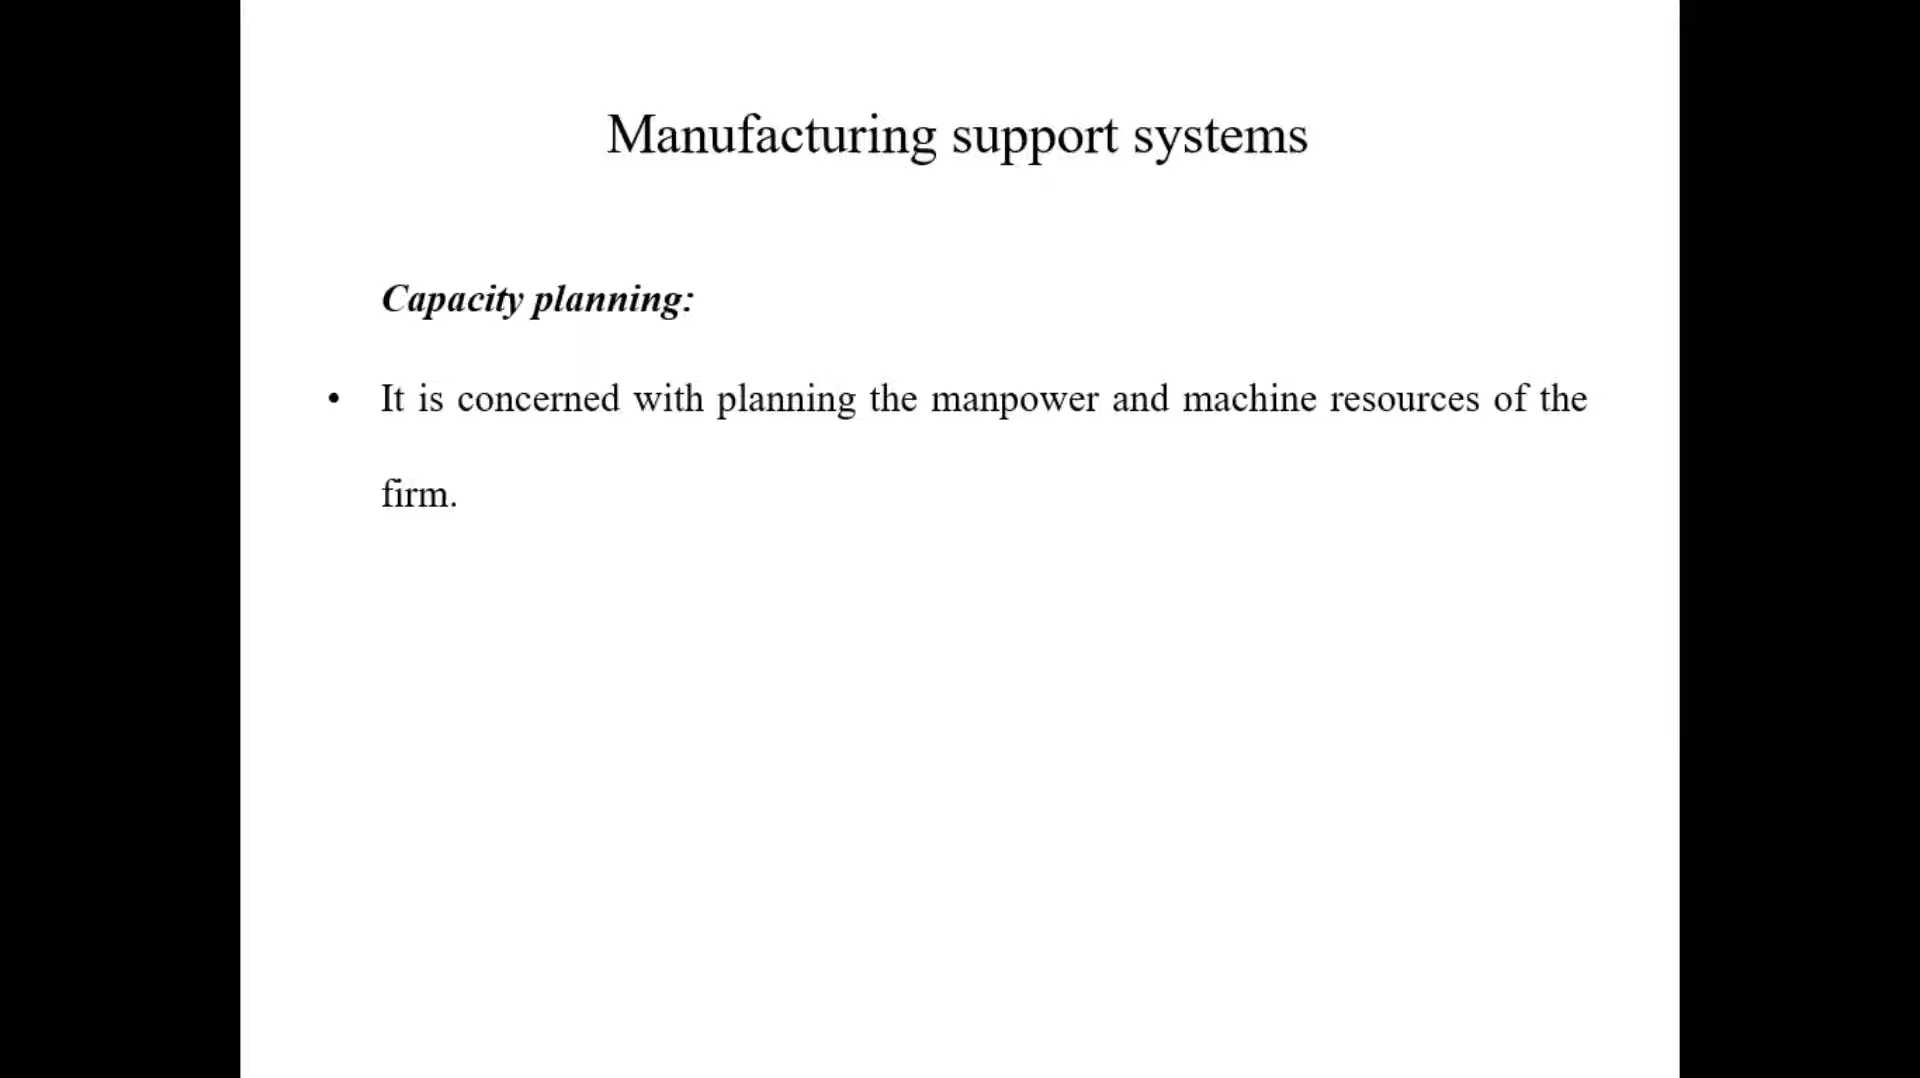 Manufacturing support systems
Capacity planning:
• It is concerned with planning the manpower and machine resources of the
firm.